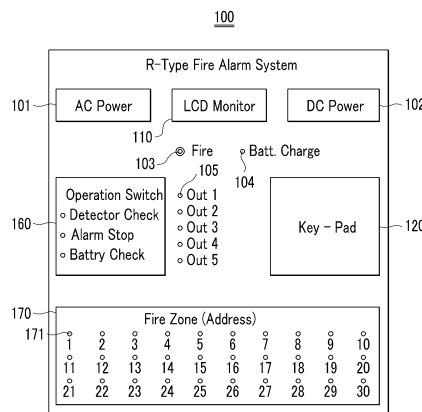 100
R-Type Fire Alarm System
101 AC Power LCD Monitor DC Power 102
110
103 Fire Batt. Charge
105 104
Operation Switch Out 1
Detector Check Out 2
160 Alarm Stop Out 3 Key - Pad 120
Battry Check Out 4
Out 5
170 Fire Zone (Address)
171
1 2 3 4 5 6 7 8 9 10
11 12 13 14 15 16 17 18 19 20
21 22 23 24 25 26 27 28 29 30